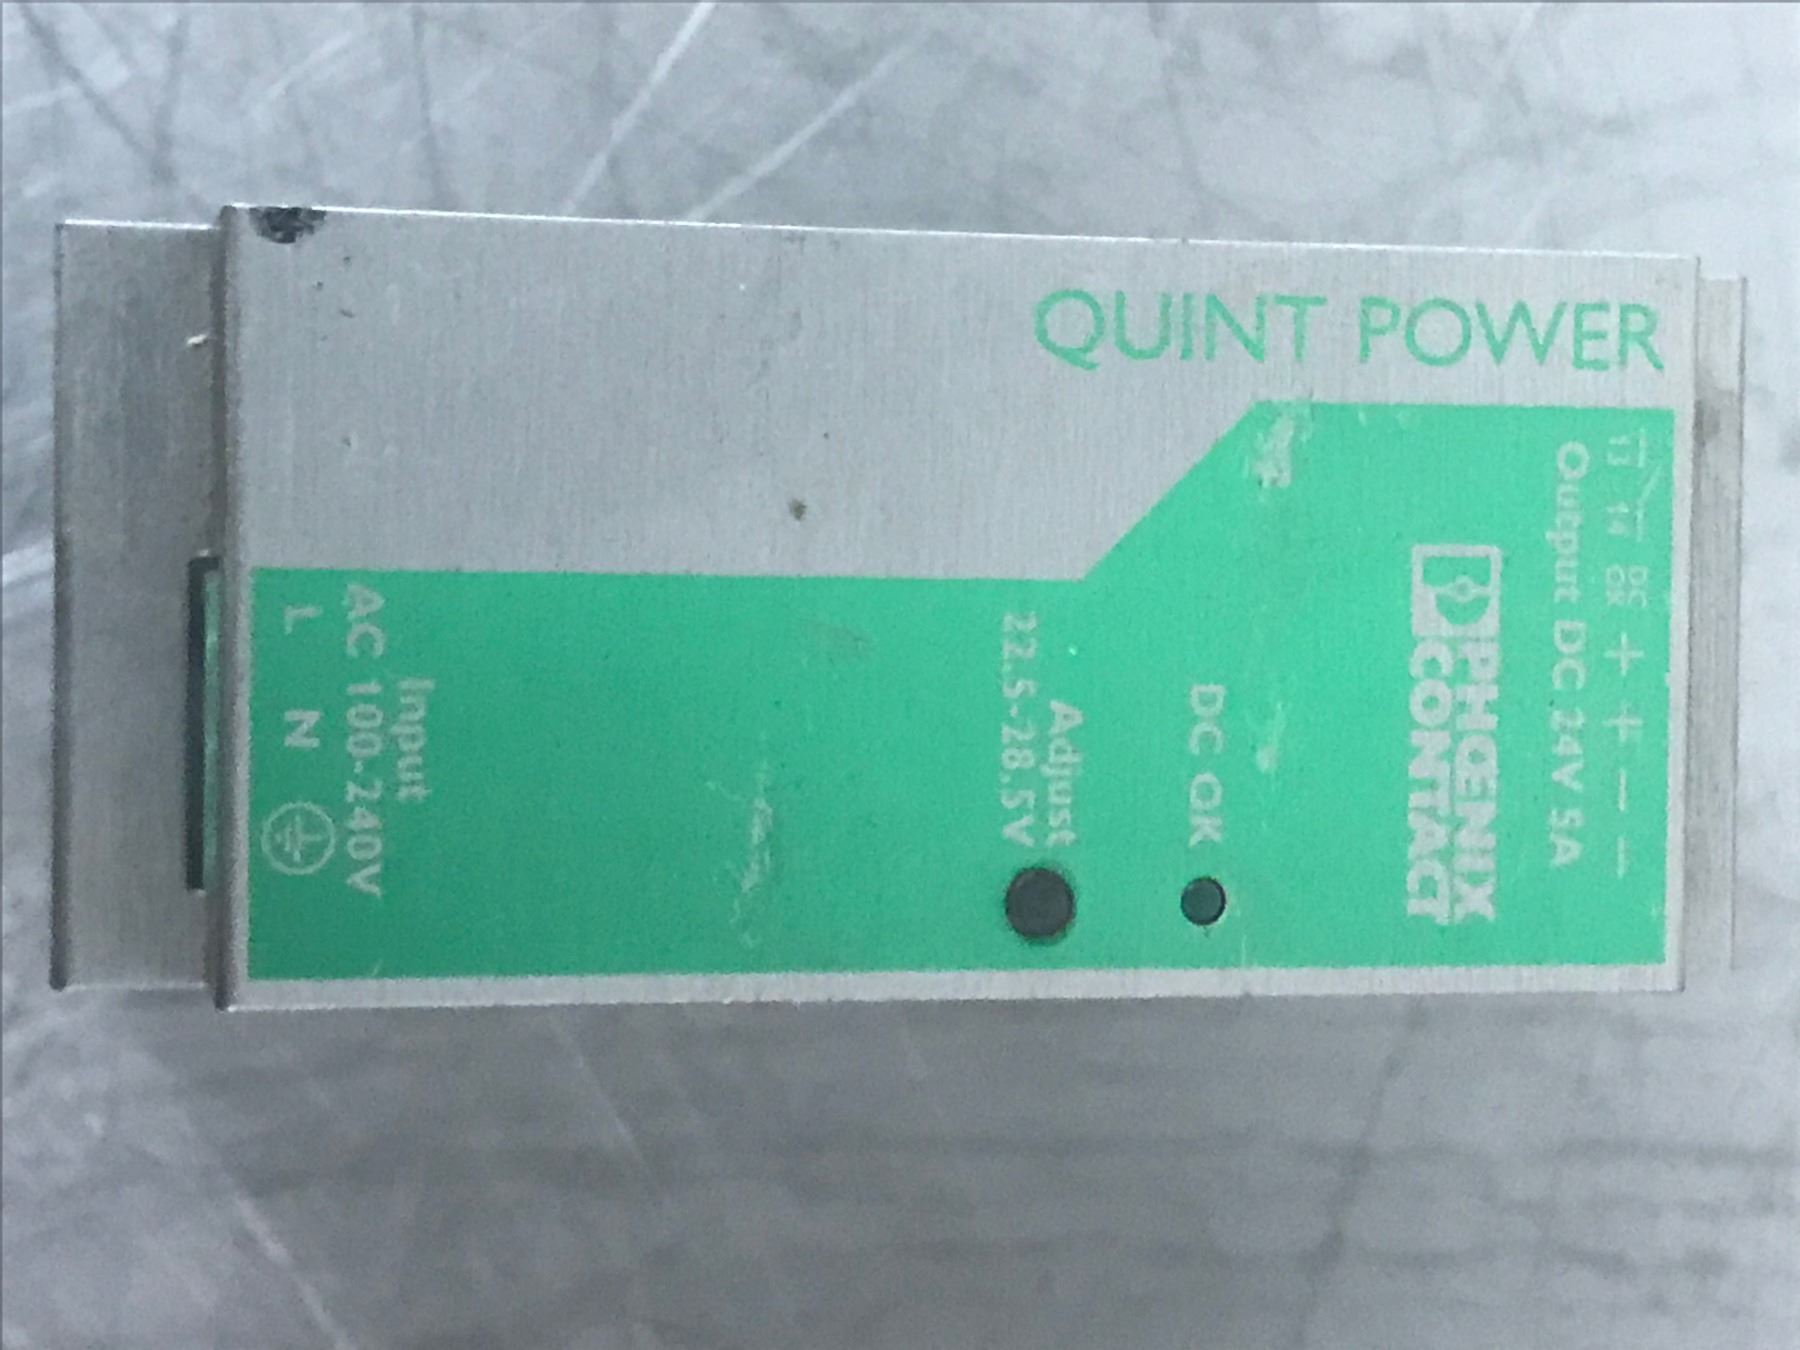 QUINT POWER
13 14 DC OK + + − −
Output DC 24V 5A
PHŒNIX
CONTACT
DC OK
Adjust
22.5-28.5V
Input
AC 100-240V
L N